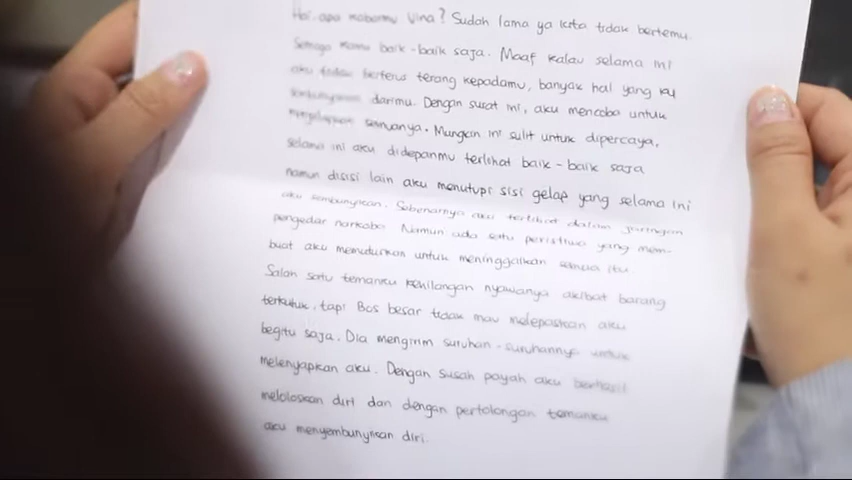 Hai, apa kabarmu Vina? Sudah lama ya kita tidak bertemu.
Semoga kamu baik-baik saja. Maaf kalau selama ini
aku tidak berterus terang kepadamu, banyak hal yang ku
sembunyikan darimu. Dengan surat ini, aku mencoba untuk
menjelaskan semuanya. Mungkin ini sulit untuk dipercaya,
selama ini aku didepanmu terlihat baik-baik saja
namun disisi lain aku menutupi sisi gelap yang selama ini
aku sembunyikan. Sebenarnya aku terlibat dalam jaringan
pengedar narkoba. Namun ada satu peristiwa yang mem-
buat aku memutuskan untuk meninggalkan semua itu.
Salah satu temanku kehilangan nyawanya akibat barang
terkutuk, tapi Bos besar tidak mau melepaskan aku
begitu saja. Dia mengirim suruhan-suruhannya untuk
melenyapkan aku. Dengan susah payah aku berhasil
meloloskan diri dan dengan pertolongan temanku
aku menyembunyikan diri.